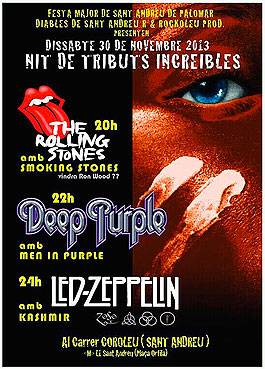 FESTA MAJOR DE SANT ANDREU DE PALOMAR
DIABLES DE SANT ANDREU R & ROCKOLEU PROD.
PRESENTEN
DISSABTE 30 DE NOVEMBRE 2013
NIT DE TRIBUTS INCREIBLES
THE ROLLING STONES 20h
amb
SMOKING STONES
vindra Ron Wood ??
22h
Deep Purple
amb
MEN IN PURPLE
24h LED-ZEPPELIN
amb
KASHMIR
Al Carrer COROLEU ( SANT ANDREU )
- M - L1 Sant Andreu (Plaça Orfila)